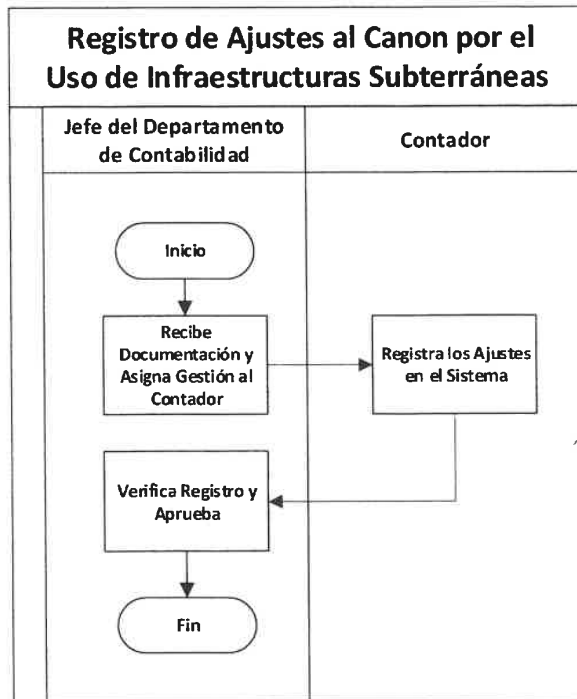 Registro de Ajustes al Canon por el
Uso de Infraestructuras Subterráneas
Jefe del Departamento
de Contabilidad
Contador
Inicio
Recibe
Documentación y
Asigna Gestión al
Contador
Registra los Ajustes
en el Sistema
Verifica Registro y
Aprueba
Fin